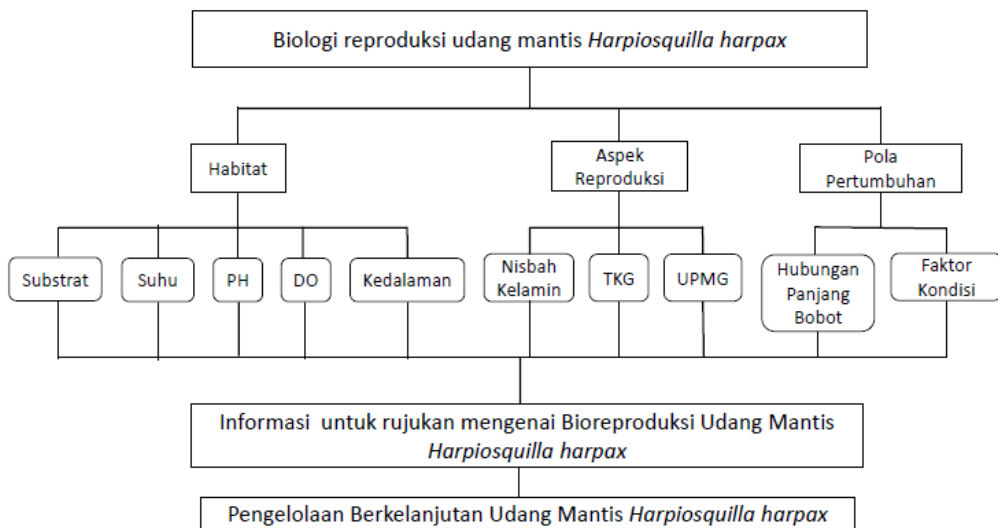 Biologi reproduksi udang mantis Harpiosquilla harpax
Habitat
Aspek
Reproduksi
Pola
Pertumbuhan
Substrat
Suhu
PH
DO
Kedalaman
Nisbah
Kelamin
TKG
UPMG
Hubungan
Panjang
Bobot
Faktor
Kondisi
Informasi untuk rujukan mengenai Bioreproduksi Udang Mantis
Harpiosquilla harpax
Pengelolaan Berkelanjutan Udang Mantis Harpiosquilla harpax